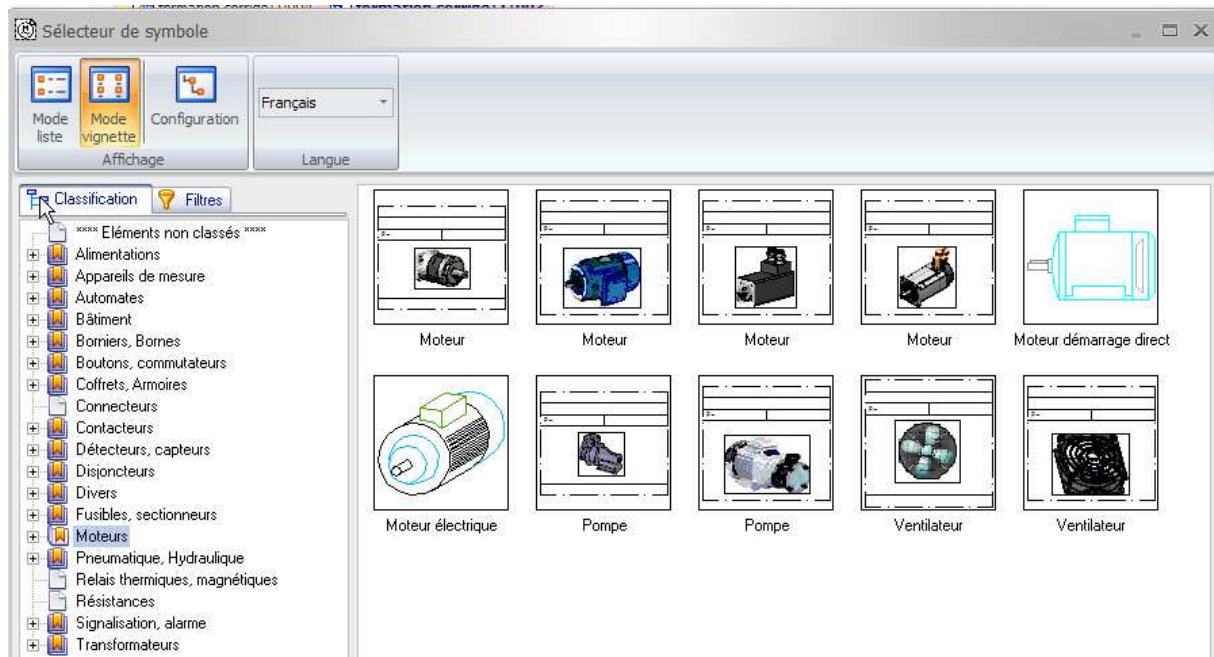 Sélecteur de symbole
Mode liste
Mode vignette
Configuration
Français
Affichage
Langue
Classification
Filtres
**** Eléments non classés ****
Alimentations
Appareils de mesure
Automates
Bâtiment
Borniers, Bornes
Boutons, commutateurs
Coffrets, Armoires
Connecteurs
Contacteurs
Détecteurs, capteurs
Disjoncteurs
Divers
Fusibles, sectionneurs
Moteurs
Pneumatique, Hydraulique
Relais thermiques, magnétiques
Résistances
Signalisation, alarme
Transformateurs
Moteur
Moteur
Moteur
Moteur
Moteur démarrage direct
Moteur électrique
Pompe
Pompe
Ventilateur
Ventilateur